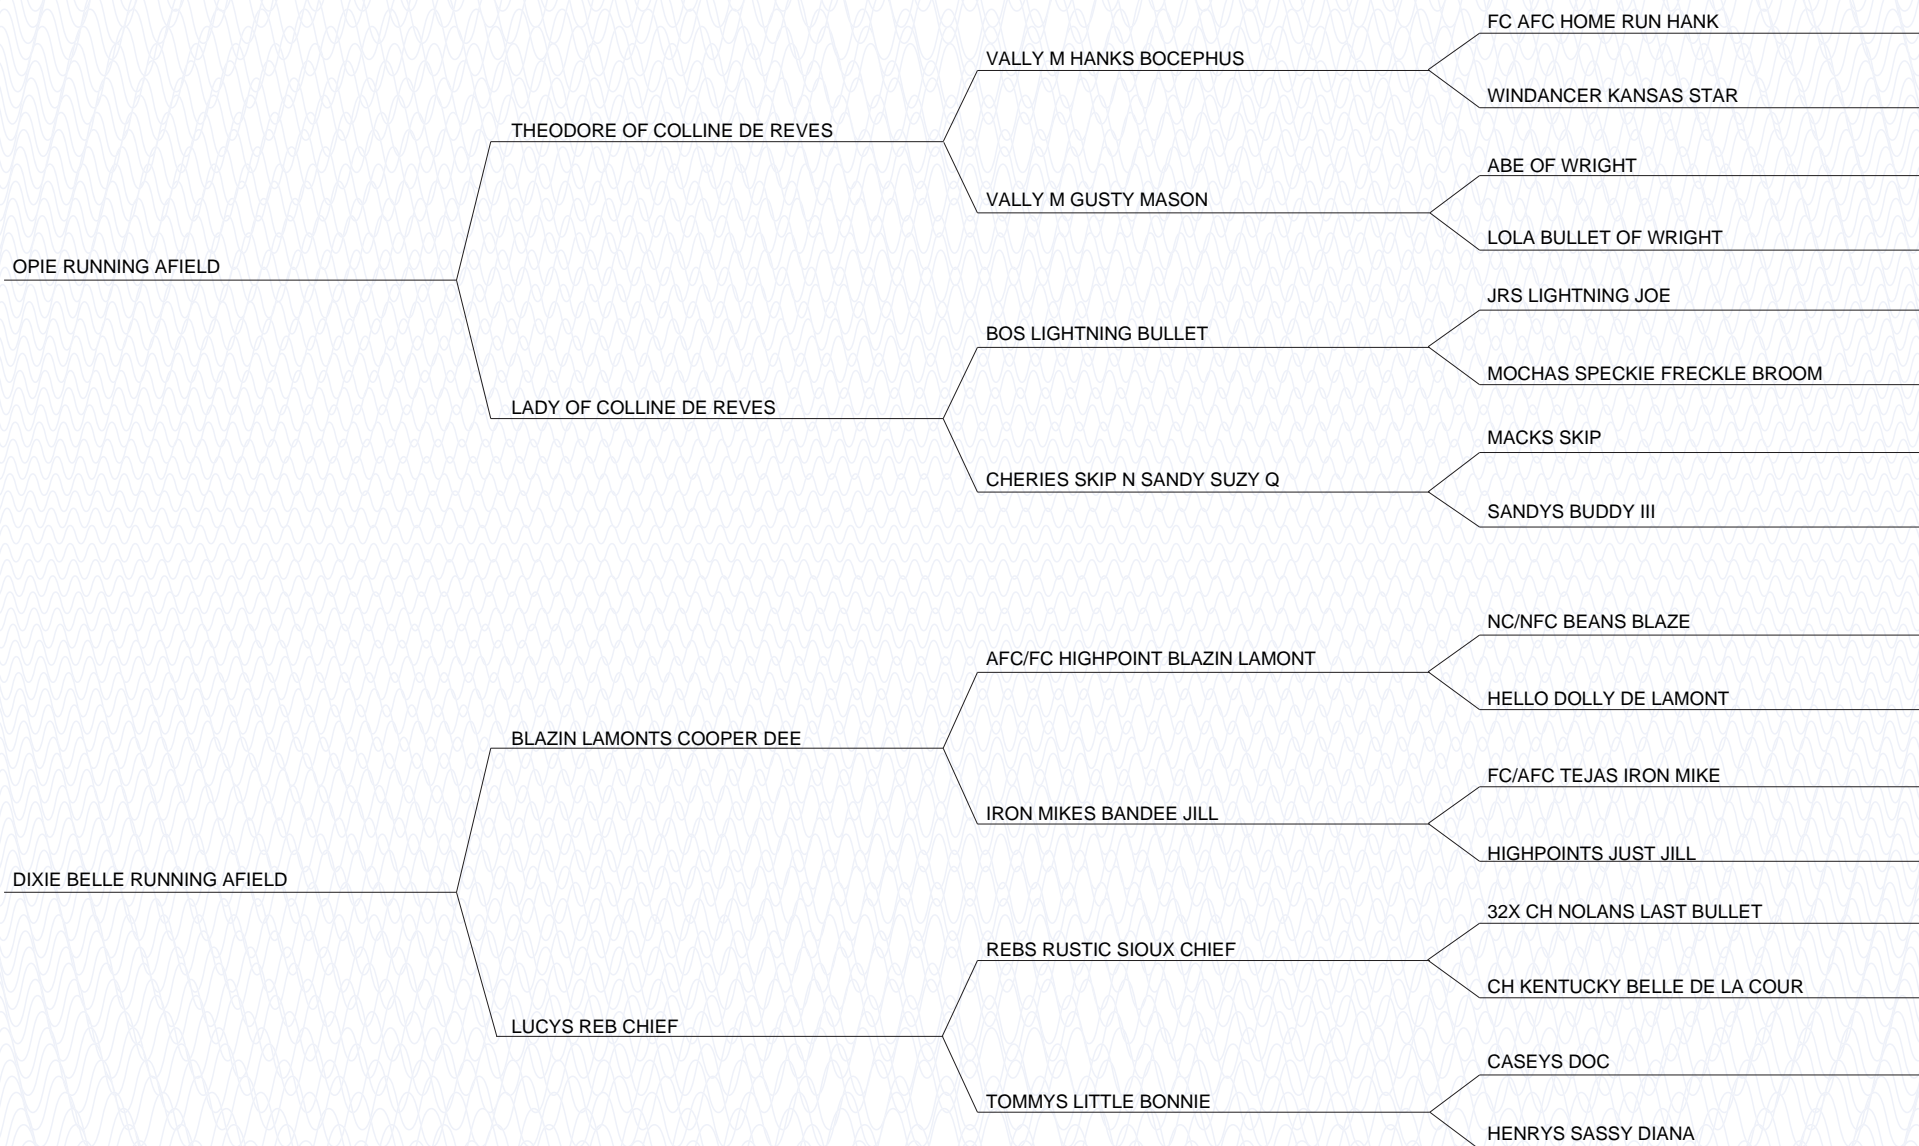 FC AFC HOME RUN HANK
VALLY M HANKS BOCEPHUS
WINDANCER KANSAS STAR
THEODORE OF COLLINE DE REVES
ABE OF WRIGHT
VALLY M GUSTY MASON
LOLA BULLET OF WRIGHT
OPIE RUNNING AFIELD
JRS LIGHTNING JOE
BOS LIGHTNING BULLET
MOCHAS SPECKIE FRECKLE BROOM
LADY OF COLLINE DE REVES
MACKS SKIP
CHERIES SKIP N SANDY SUZY Q
SANDYS BUDDY III
NC/NFC BEANS BLAZE
AFC/FC HIGHPOINT BLAZIN LAMONT
HELLO DOLLY DE LAMONT
BLAZIN LAMONTS COOPER DEE
FC/AFC TEJAS IRON MIKE
IRON MIKES BANDEE JILL
HIGHPOINTS JUST JILL
DIXIE BELLE RUNNING AFIELD
32X CH NOLANS LAST BULLET
REBS RUSTIC SIOUX CHIEF
CH KENTUCKY BELLE DE LA COUR
LUCYS REB CHIEF
CASEYS DOC
TOMMYS LITTLE BONNIE
HENRYS SASSY DIANA